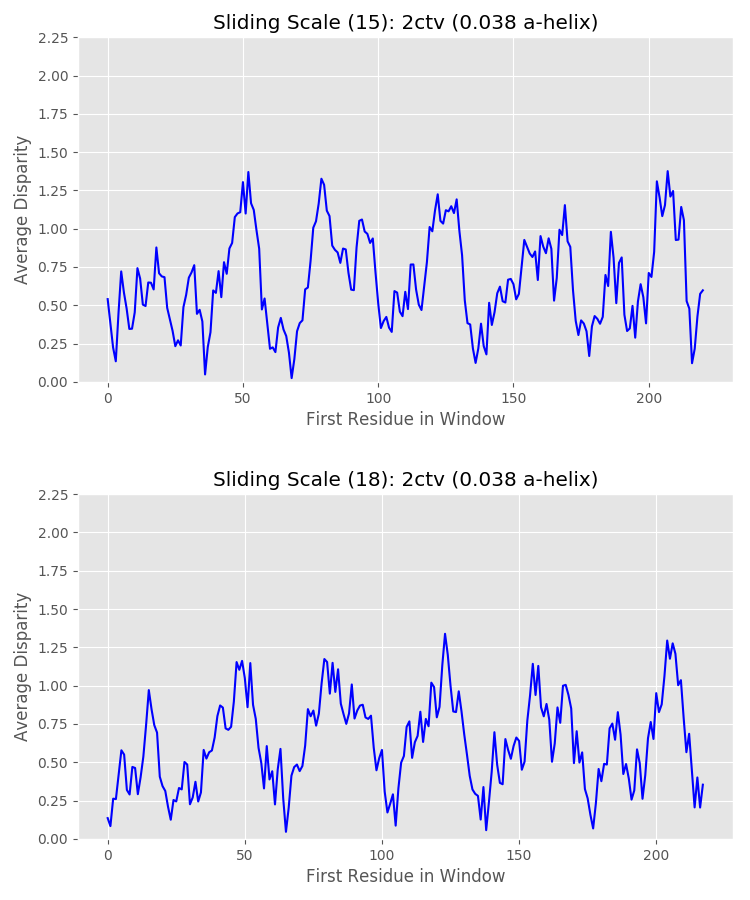 Sliding Scale (15): 2ctv (0.038 a-helix)
2.25
2.00
1.75
1.50
1.25
1.00
0.75
0.50
0.25
0.00
Average Disparity
0 50 100 150 200
First Residue in Window
Sliding Scale (18): 2ctv (0.038 a-helix)
2.25
2.00
1.75
1.50
1.25
1.00
0.75
0.50
0.25
0.00
Average Disparity
0 50 100 150 200
First Residue in Window